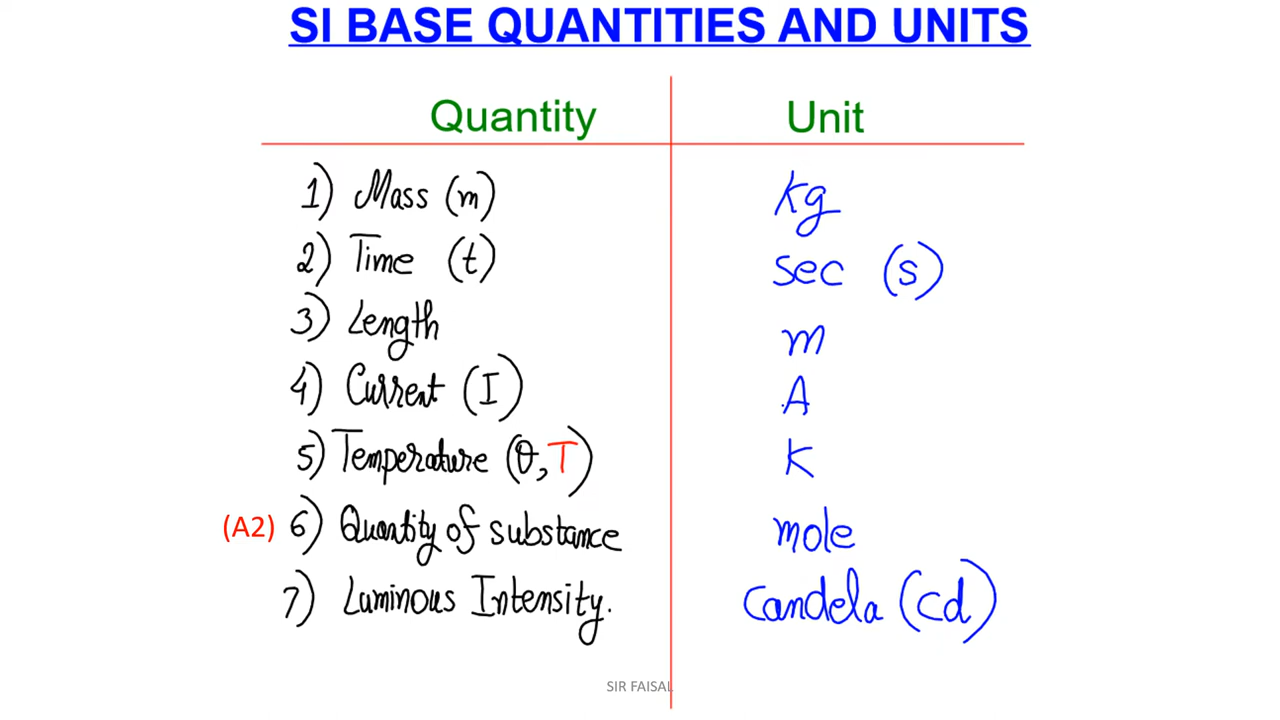 SI BASE QUANTITIES AND UNITS
Quantity Unit
1) Mass (m) kg
2) Time (t) sec (s)
3) Length m
4) Current (I) A
5) Temperature (θ, T) K
(A2) 6) Quantity of substance mole
7) Luminous Intensity. Candela (cd)
SIR FAISAL